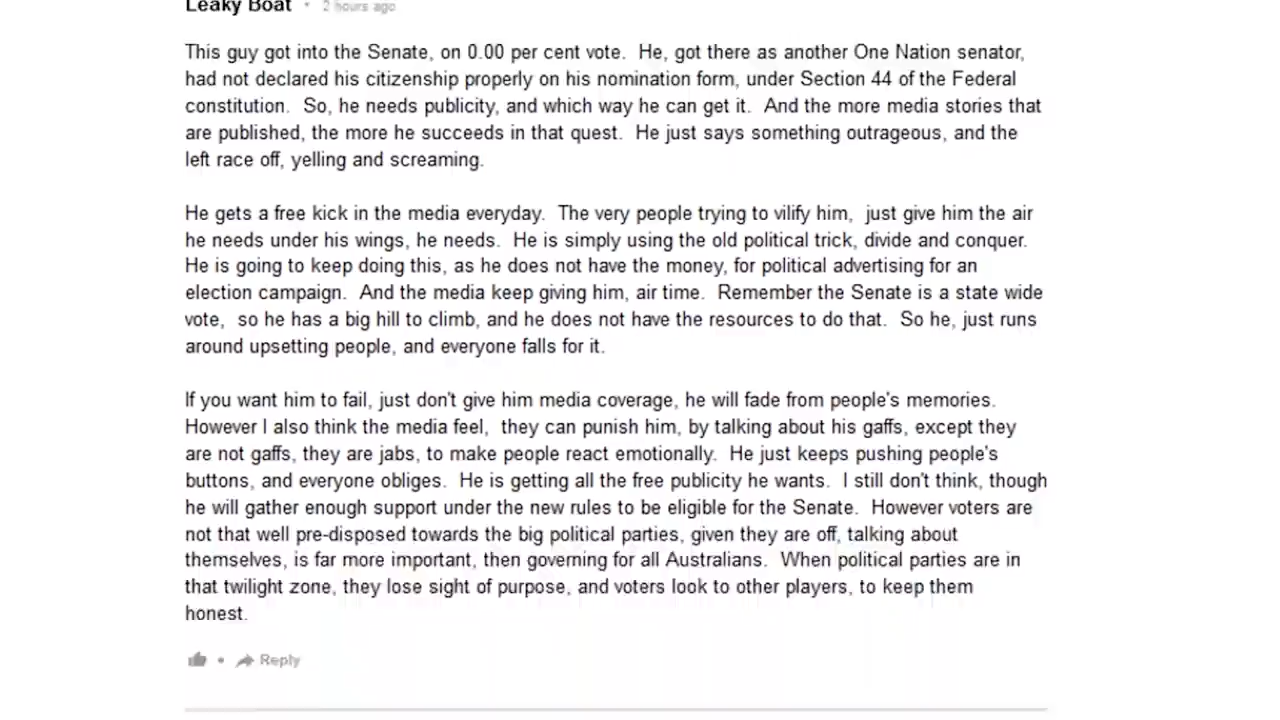 Leaky Boat • 2 hours ago
This guy got into the Senate, on 0.00 per cent vote. He, got there as another One Nation senator,
had not declared his citizenship properly on his nomination form, under Section 44 of the Federal
constitution. So, he needs publicity, and which way he can get it. And the more media stories that
are published, the more he succeeds in that quest. He just says something outrageous, and the
left race off, yelling and screaming.
He gets a free kick in the media everyday. The very people trying to vilify him, just give him the air
he needs under his wings, he needs. He is simply using the old political trick, divide and conquer.
He is going to keep doing this, as he does not have the money, for political advertising for an
election campaign. And the media keep giving him, air time. Remember the Senate is a state wide
vote, so he has a big hill to climb, and he does not have the resources to do that. So he, just runs
around upsetting people, and everyone falls for it.
If you want him to fail, just don't give him media coverage, he will fade from people's memories.
However I also think the media feel, they can punish him, by talking about his gaffs, except they
are not gaffs, they are jabs, to make people react emotionally. He just keeps pushing people's
buttons, and everyone obliges. He is getting all the free publicity he wants. I still don't think, though
he will gather enough support under the new rules to be eligible for the Senate. However voters are
not that well pre-disposed towards the big political parties, given they are off, talking about
themselves, is far more important, then governing for all Australians. When political parties are in
that twilight zone, they lose sight of purpose, and voters look to other players, to keep them
honest.
• Reply